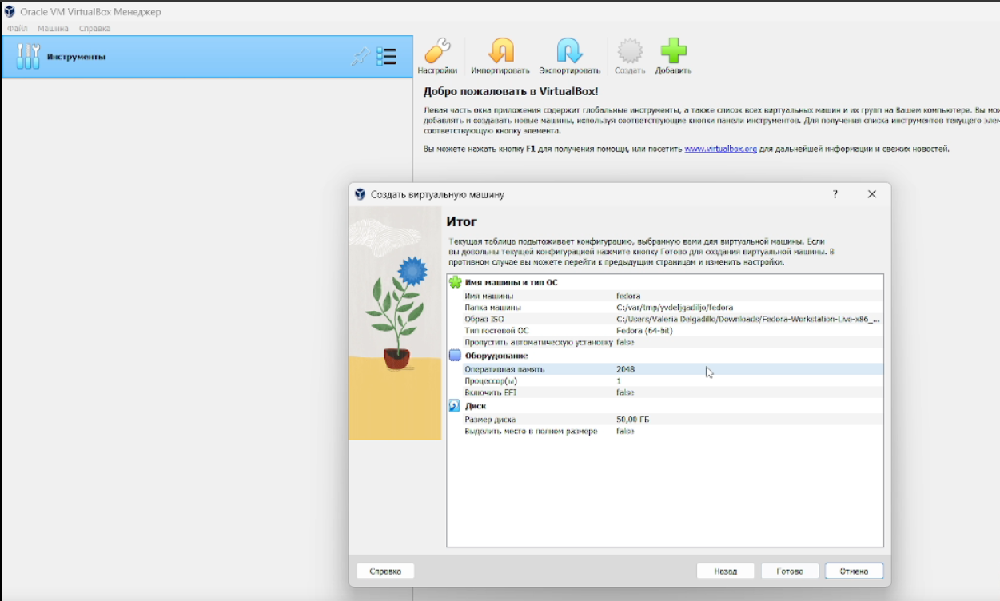 Oracle VM VirtualBox Менеджер
Файл Машина Справка
Инструменты
Настройки Импортировать Экспортировать Создать Добавить
Добро пожаловать в VirtualBox!
Левая часть окна приложения содержит глобальные инструменты, а также список всех виртуальных машин и их групп на Вашем компьютере. Вы мо
добавлять и создавать новые машины, используя соответствующие кнопки панели инструментов. Для получения списка инструментов текущего эле
соответствующую кнопку элемента.
Вы можете нажать кнопку F1 для получения помощи, или посетить www.virtualbox.org для дальнейшей информации и свежих новостей.
Создать виртуальную машину ?
Итог
Текущая таблица подытоживает конфигурацию, выбранную вами для виртуальной машины. Если
вы довольны текущей конфигурацией нажмите кнопку Готово для создания виртуальной машины. В
противном случае вы можете перейти к предыдущим страницам и изменить настройки.
Имя машины и тип ОС
Имя машины fedora
Папка машины C:/var/tmp/yvdeljgadiljo/fedora
Образ ISO C:/Users/Valeria Delgadillo/Downloads/Fedora-Workstation-Live-x86_...
Тип гостевой ОС Fedora (64-bit)
Пропустить автоматическую установку false
Оборудование
Оперативная память 2048
Процессор(ы) 1
Включить EFI false
Диск
Размер диска 50,00 ГБ
Выделить место в полном размере false
Справка Назад Готово Отмена